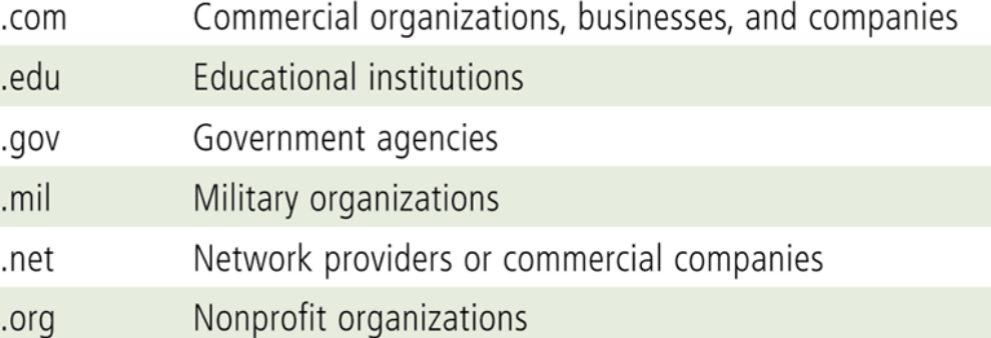 .com Commercial organizations, businesses, and companies
.edu Educational institutions
.gov Government agencies
.mil Military organizations
.net Network providers or commercial companies
.org Nonprofit organizations